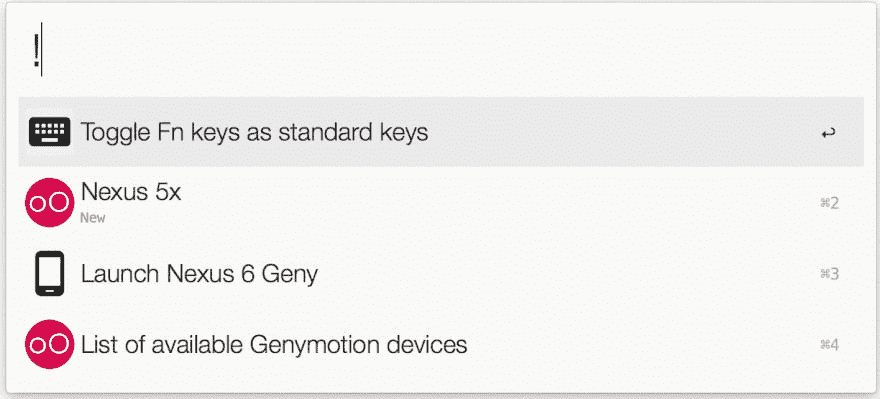 !
Toggle Fn keys as standard keys ↩
Nexus 5x ⌘2
New
Launch Nexus 6 Geny ⌘3
List of available Genymotion devices ⌘4